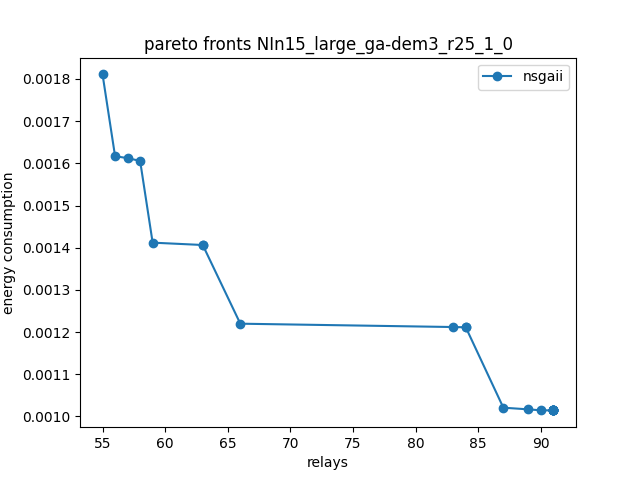 pareto fronts NIn15_large_ga-dem3_r25_1_0
nsgaii
energy consumption
0.0018
0.0017
0.0016
0.0015
0.0014
0.0013
0.0012
0.0011
0.0010
55 60 65 70 75 80 85 90
relays